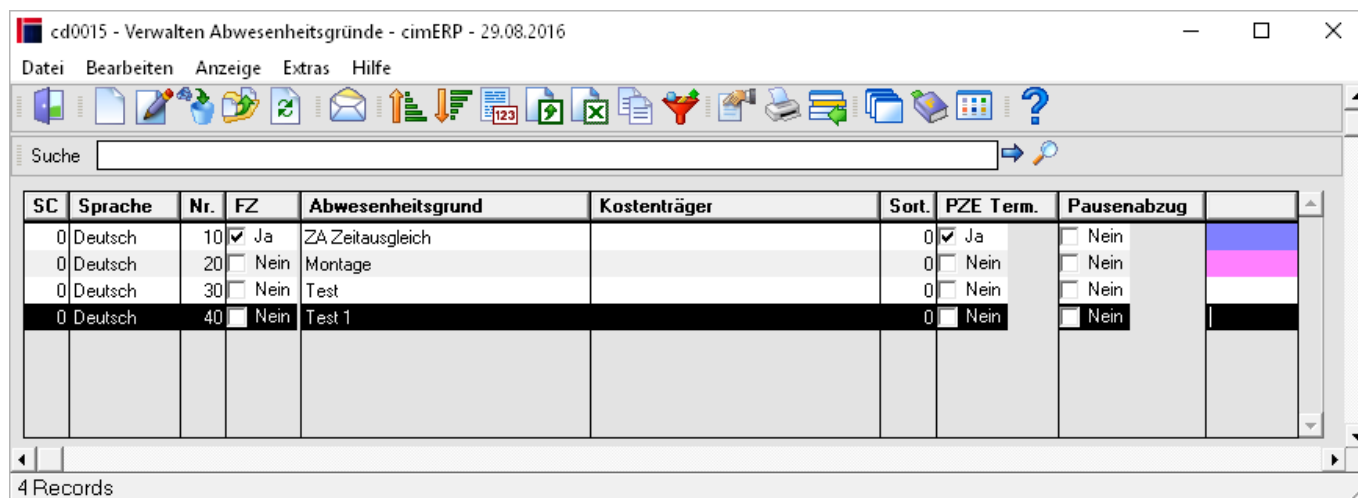 cd0015 - Verwalten Abwesenheitsgründe - cimERP - 29.08.2016
Datei Bearbeiten Anzeige Extras Hilfe
123
Suche
SC Sprache Nr. FZ Abwesenheitsgrund Kostenträger Sort. PZE Term. Pausenabzug
0 Deutsch 10 Ja ZA Zeitausgleich 0 Ja Nein
0 Deutsch 20 Nein Montage 0 Nein Nein
0 Deutsch 30 Nein Test 0 Nein Nein
0 Deutsch 40 Nein Test 1 0 Nein Nein
4 Records